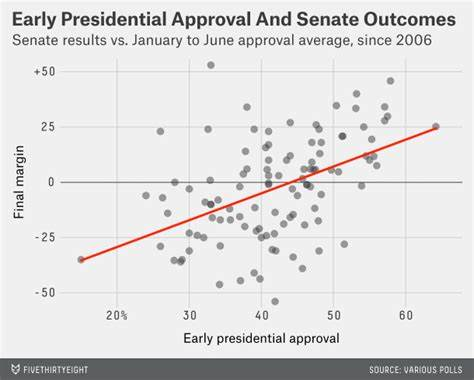 Early Presidential Approval And Senate Outcomes
Senate results vs. January to June approval average, since 2006
+50
25
0
-25
-50
Final margin
20%
30
40
50
60
Early presidential approval
FIVETHIRTYEIGHT
SOURCE: VARIOUS POLLS